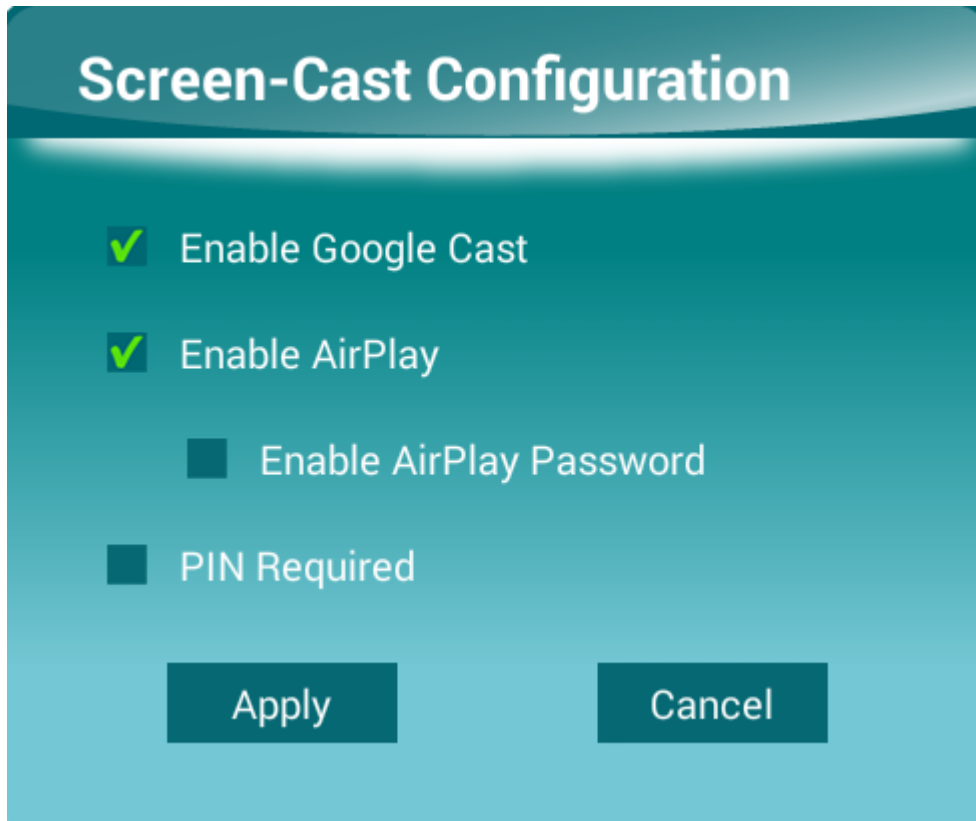 Screen-Cast Configuration
Enable Google Cast
Enable AirPlay
Enable AirPlay Password
PIN Required
Apply
Cancel